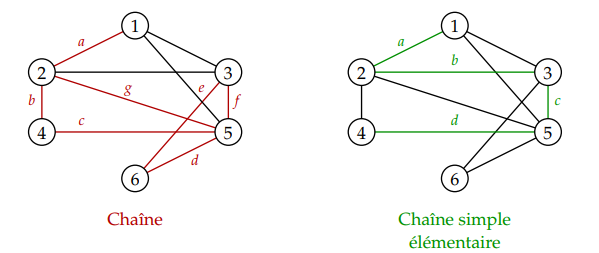 1
a
2
3
g
e
f
b
c
4
5
d
6
Chaîne
1
a
b
2
3
c
d
4
5
6
Chaîne simple
élémentaire